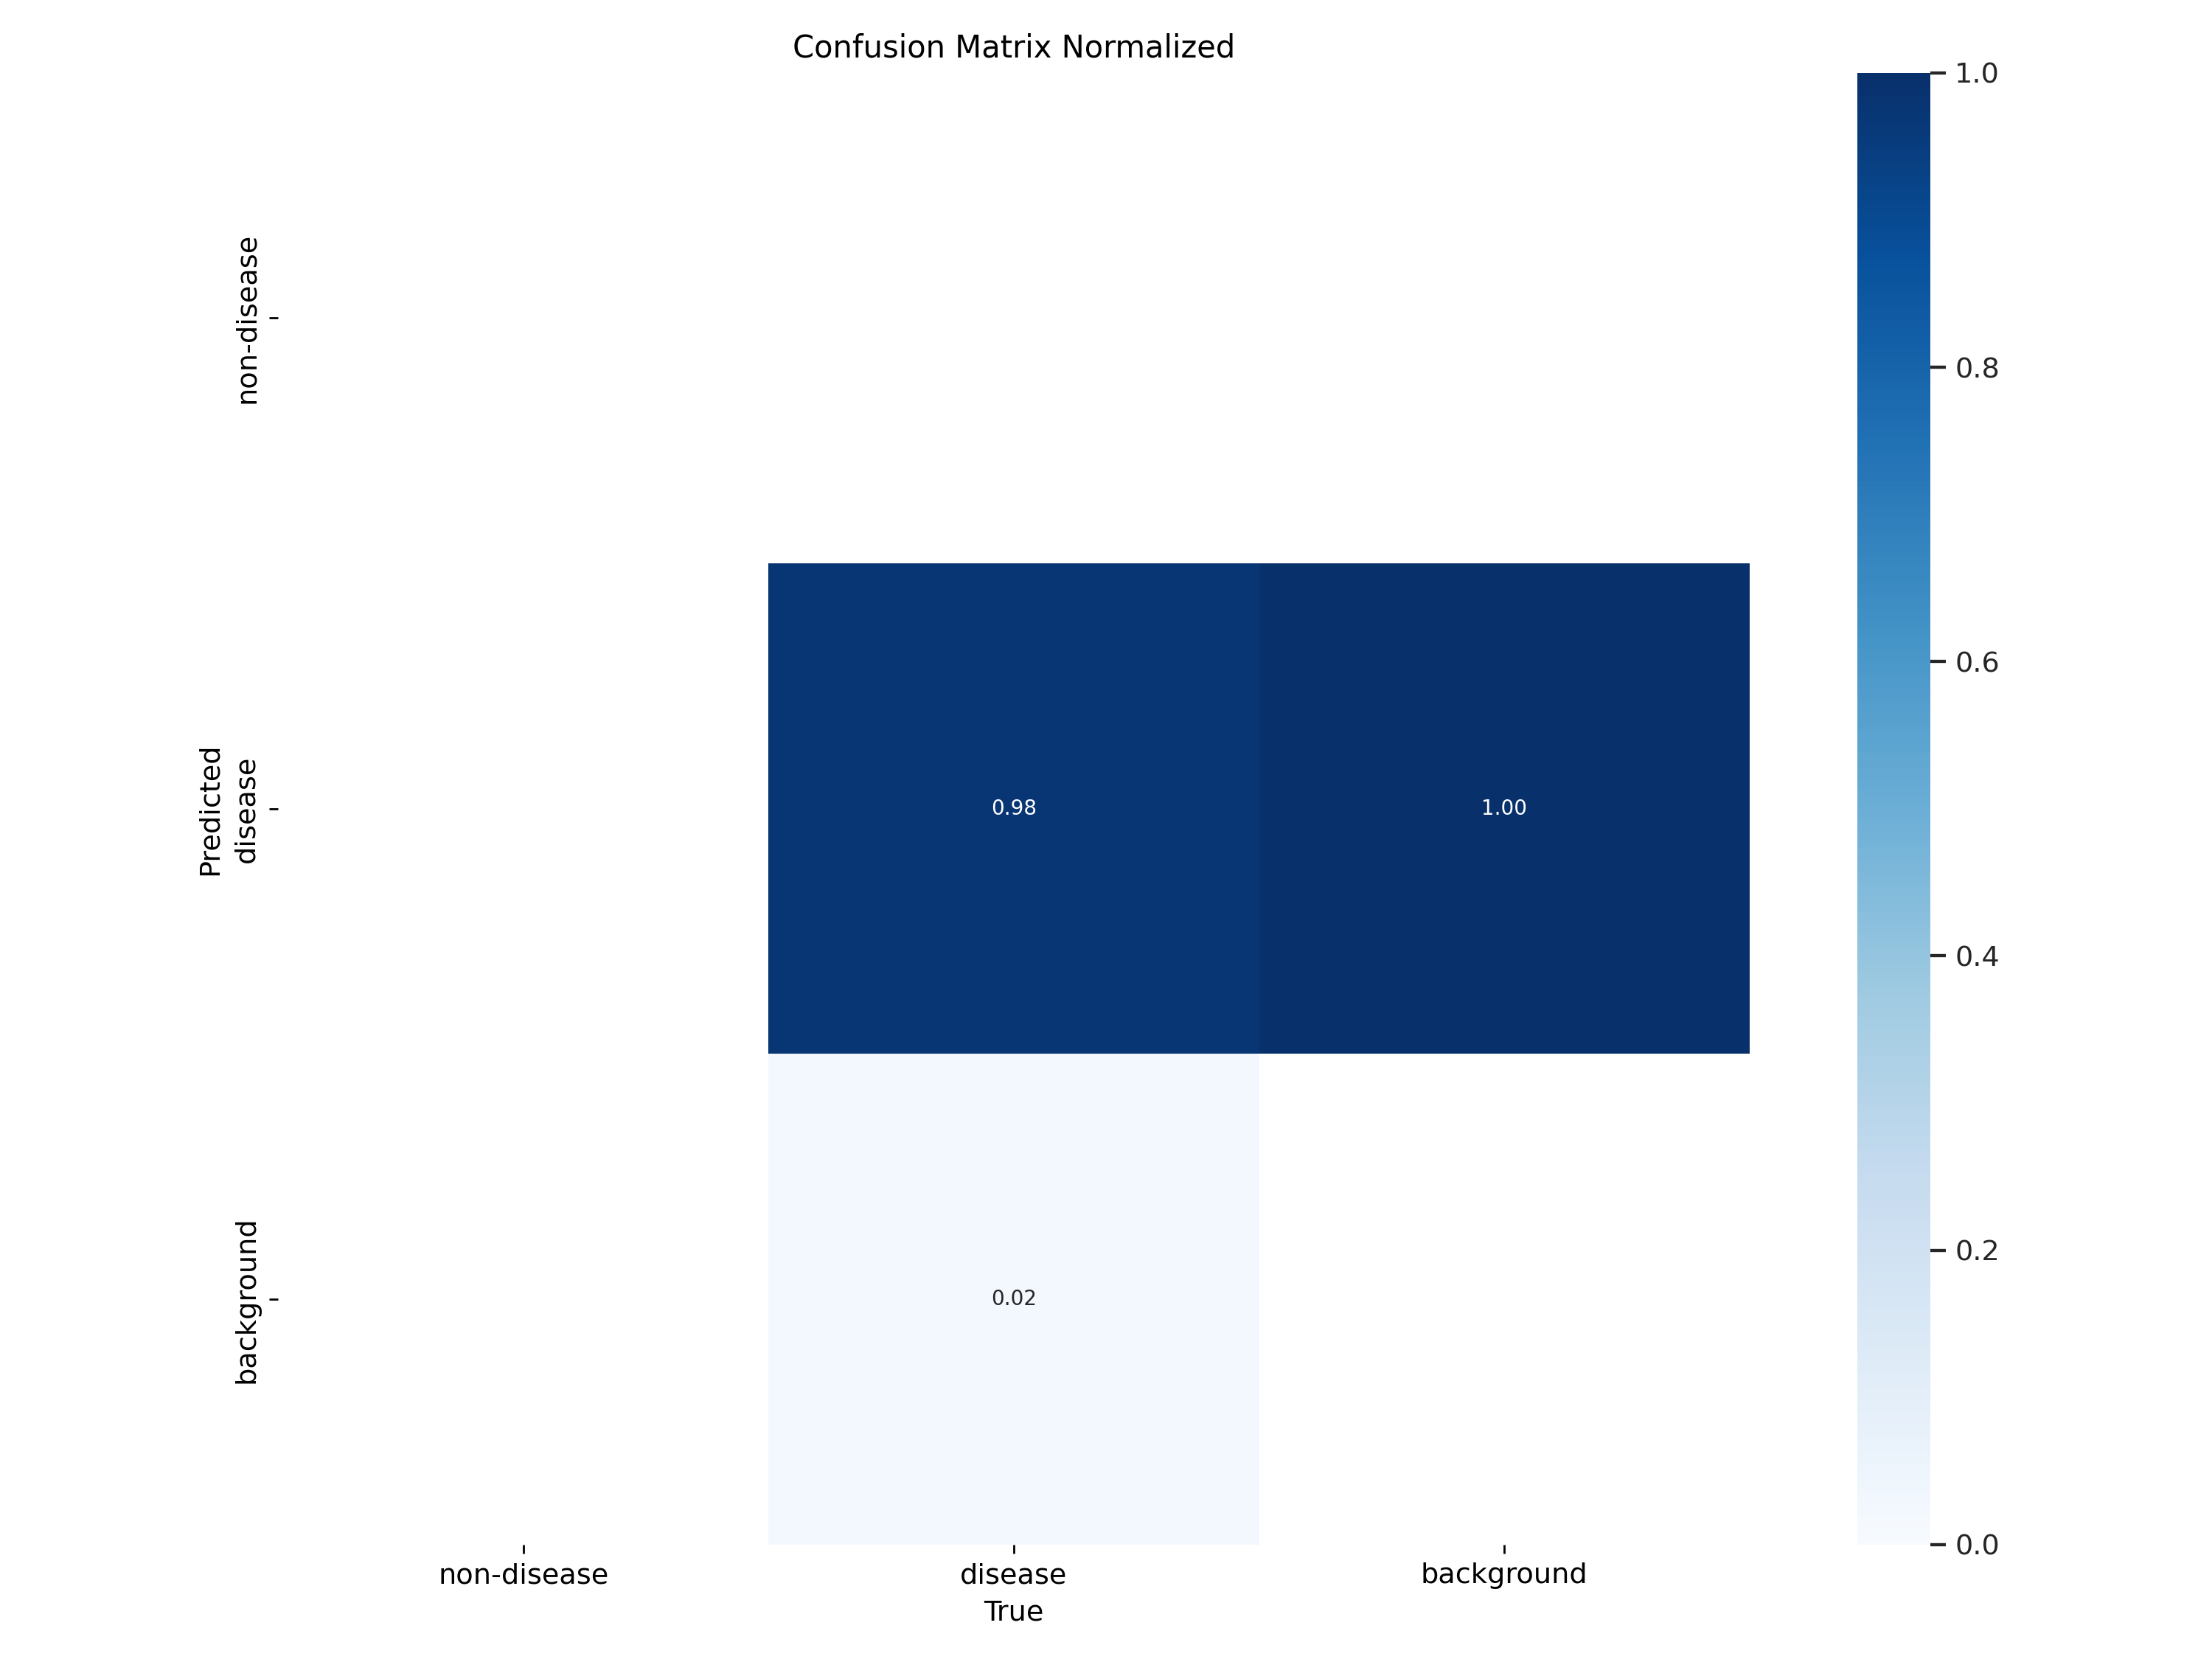 Confusion Matrix Normalized
non-disease
disease
background
Predicted
0.98
1.00
0.02
non-disease
disease
background
True
1.0
0.8
0.6
0.4
0.2
0.0